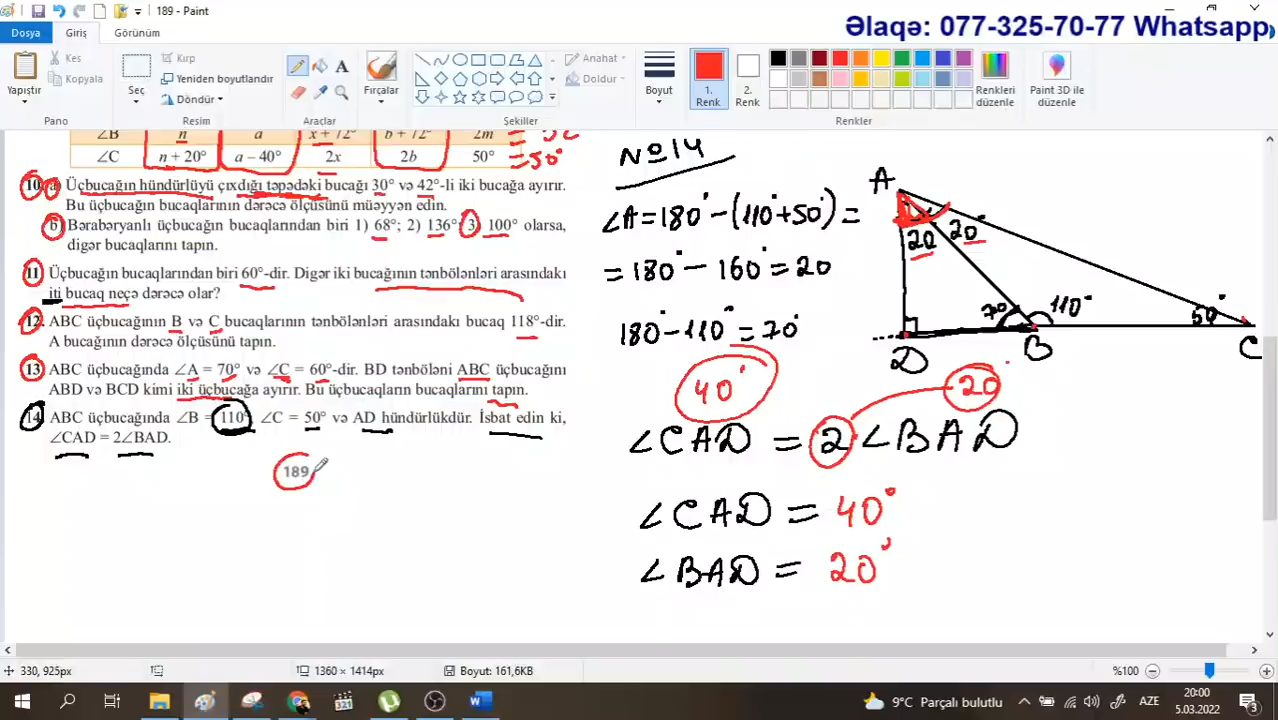 189 - Paint
Əlaqə: 077-325-70-77 Whatsapp
Dosya Giriş Görünüm
Yapıştır
Kes
Kopyala
Pano
Seç
Kırp
Yeniden boyutlandır
Döndür
Resim
A
Araçlar
Fırçalar
Şekiller
Anahat
Doldur
Boyut
1. Renk
2. Renk
Renkleri düzenle
Paint 3D ile düzenle
Renkler
∠B n a x + 72° b + 72° 2m
∠C n + 20° a – 40° 2x 2b 50° = 50°
10. a) Üçbucağın hündürlüyü çıxdığı təpədəki bucağı 30° və 42°-li iki bucağa ayırır.
Bu üçbucağın bucaqlarının dərəcə ölçüsünü müəyyən edin.
b) Bərabəryanlı üçbucağın bucaqlarından biri 1) 68°; 2) 136°; 3) 100° olarsa,
digər bucaqlarını tapın.
11 Üçbucağın bucaqlarından biri 60°-dir. Digər iki bucağının tənbölənləri arasındakı
iti bucaq neçə dərəcə olar?
12. ABC üçbucağının B və C bucaqlarının tənbölənləri arasındakı bucaq 118°-dir.
A bucağının dərəcə ölçüsünü tapın.
13 ABC üçbucağında ∠A = 70° və ∠C = 60°-dir. BD tənböləni ABC üçbucağını
ABD və BCD kimi iki üçbucağa ayırır. Bu üçbucaqların bucaqlarını tapın.
14 ABC üçbucağında ∠B = 110° ∠C = 50° və AD hündürlükdür. İsbat edin ki,
∠CAD = 2∠BAD.
189
№14
∠A = 180° – (110° + 50°) =
= 180° – 160° = 20
180° – 110° = 70°
40° 20°
∠CAD = 2 ∠BAD
∠CAD = 40°
∠BAD = 20°
A
20 20°
70° 110° 50°
D B C
330, 925px
1360 × 1414px
Boyut: 161,6KB
%100
9°C Parçalı bulutlu
AZE
20:00
5.03.2022
3